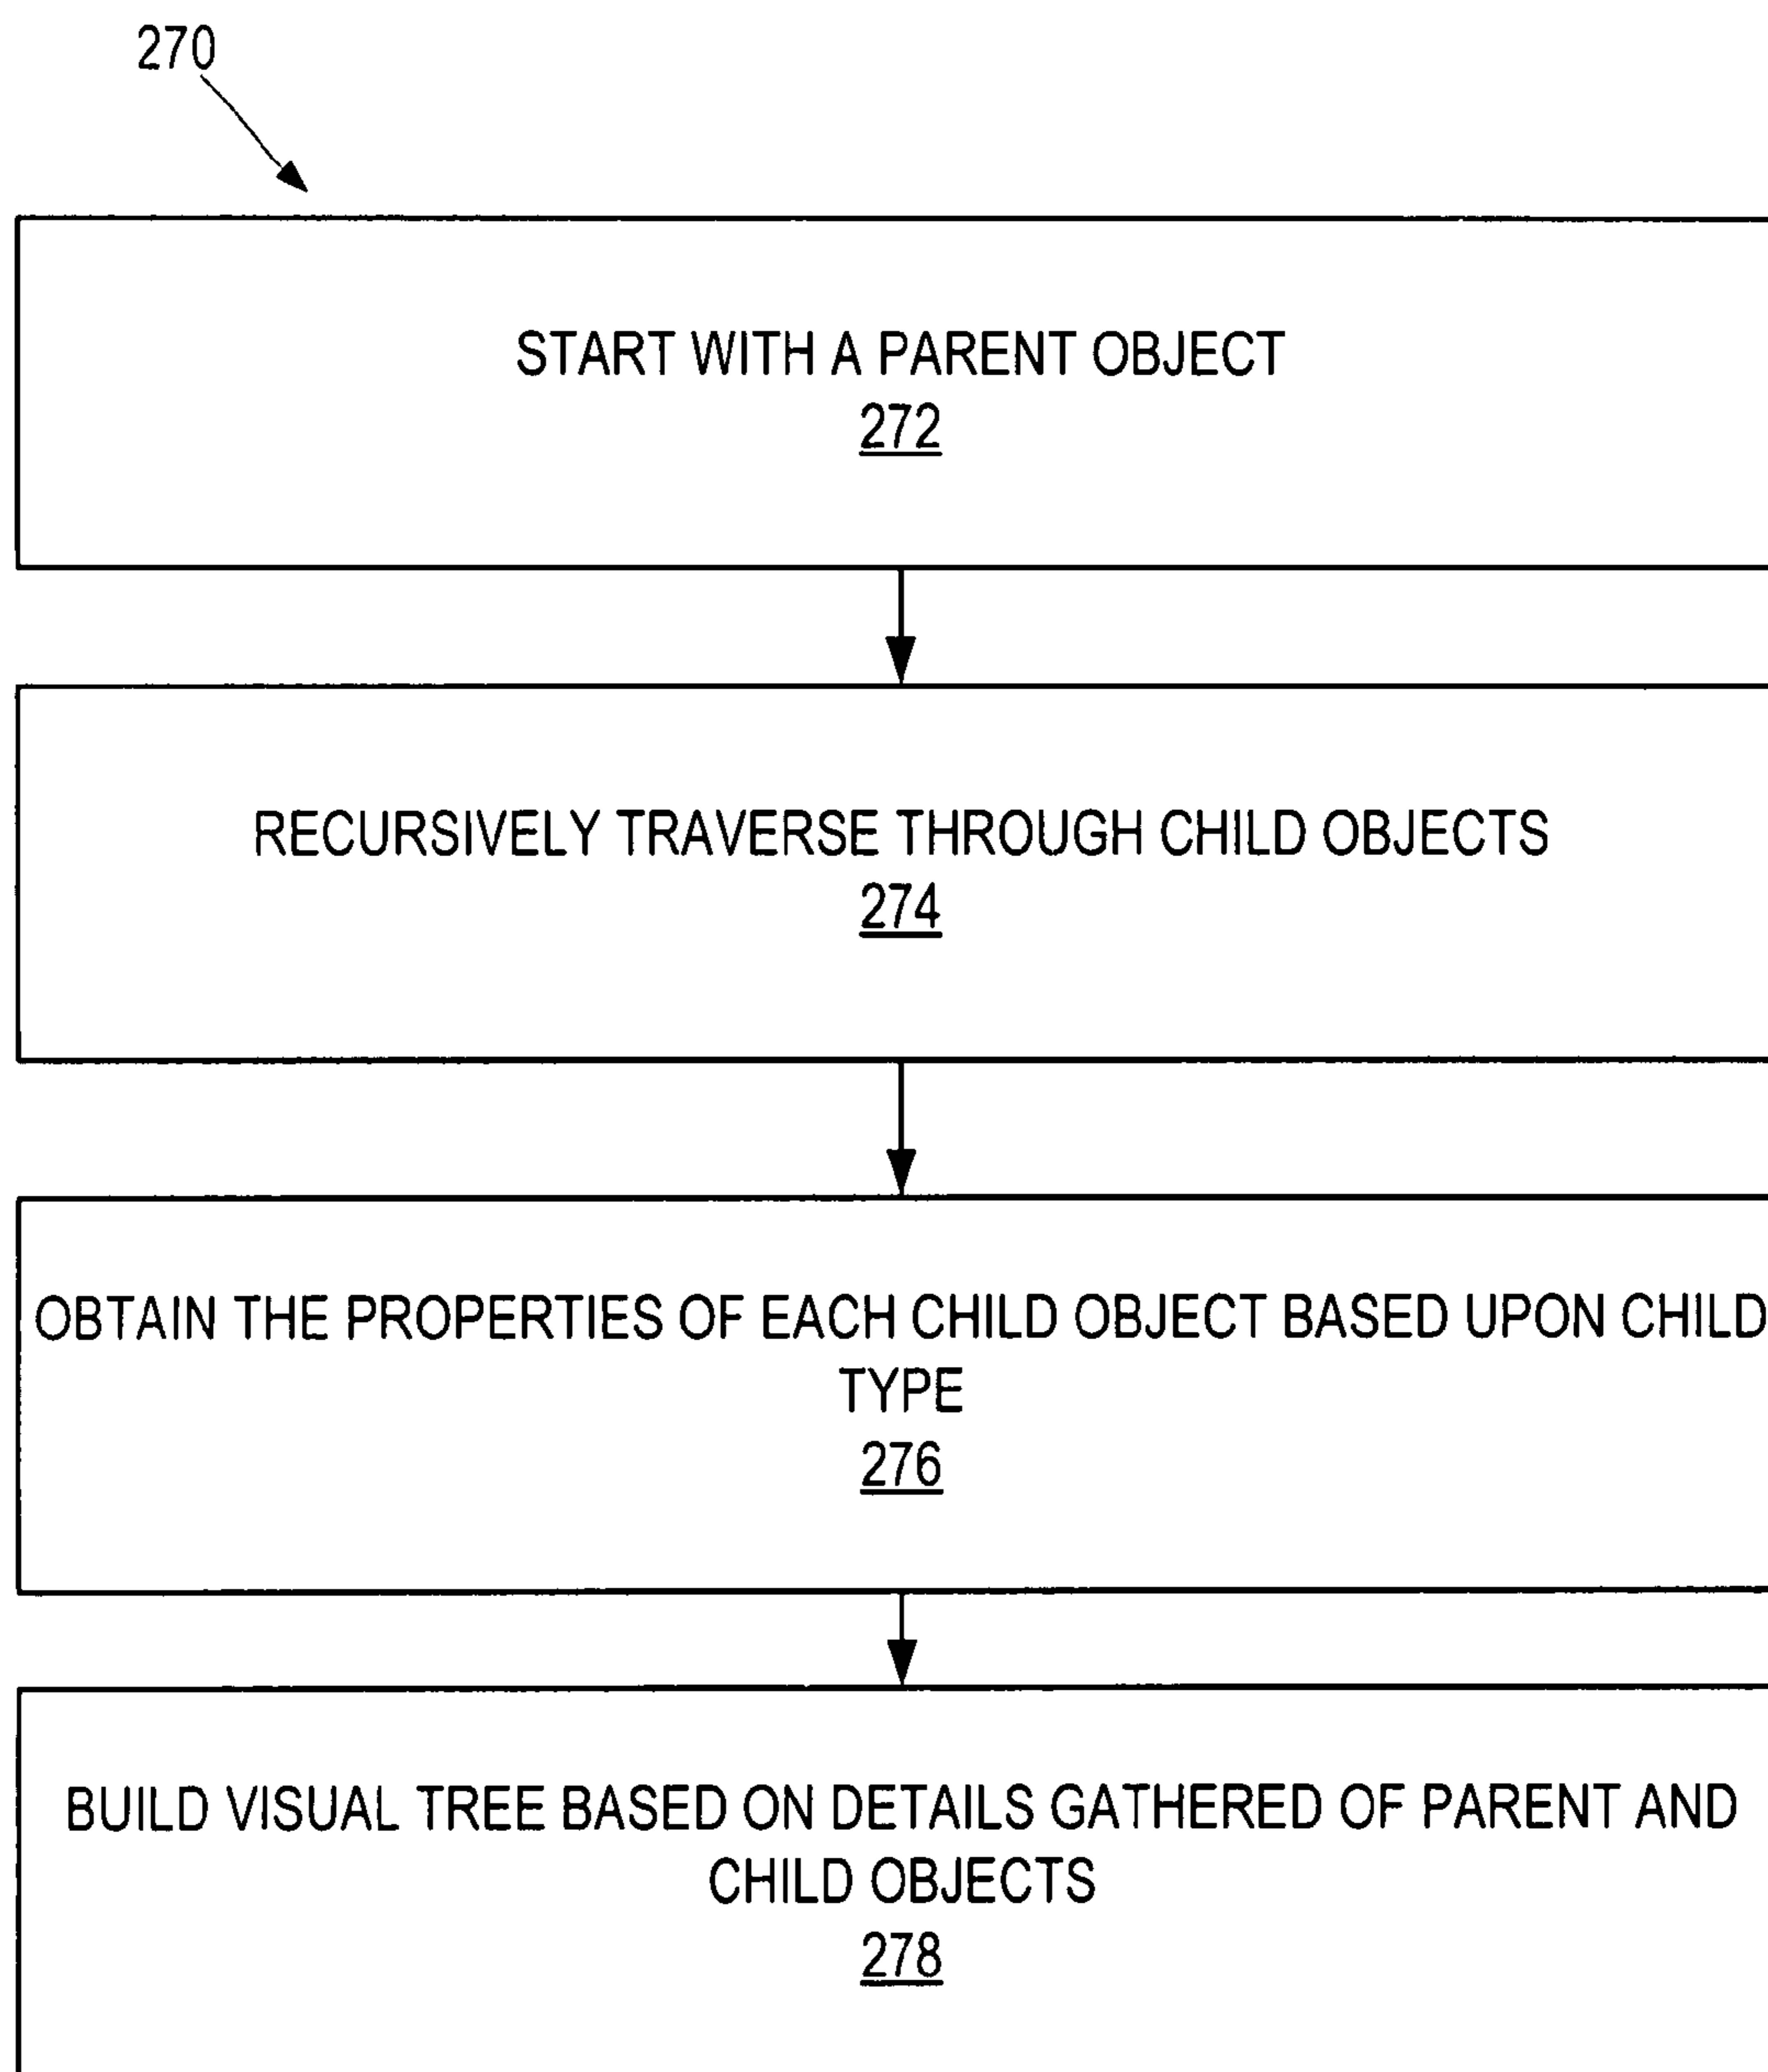 270
START WITH A PARENT OBJECT
272
RECURSIVELY TRAVERSE THROUGH CHILD OBJECTS
274
OBTAIN THE PROPERTIES OF EACH CHILD OBJECT BASED UPON CHILD
TYPE
276
BUILD VISUAL TREE BASED ON DETAILS GATHERED OF PARENT AND
CHILD OBJECTS
278